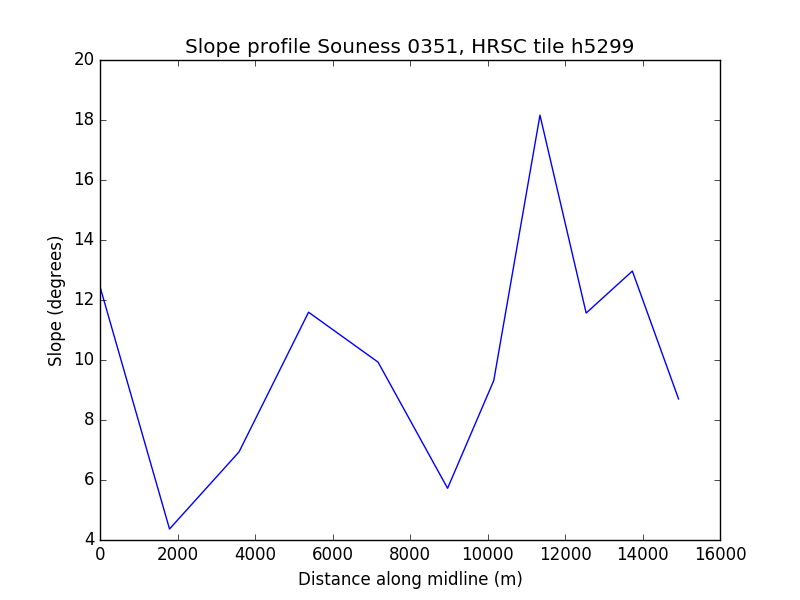 Slope profile Souness 0351, HRSC tile h5299
20
18
16
14
12
10
8
6
4
Slope (degrees)
0 2000 4000 6000 8000 10000 12000 14000 16000
Distance along midline (m)